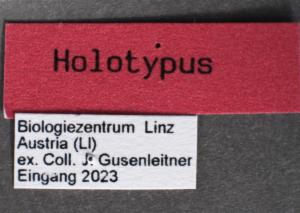 Holotypus
Biologiezentrum Linz
Austria (LI)
ex. Coll. J. Gusenleitner
Eingang 2023